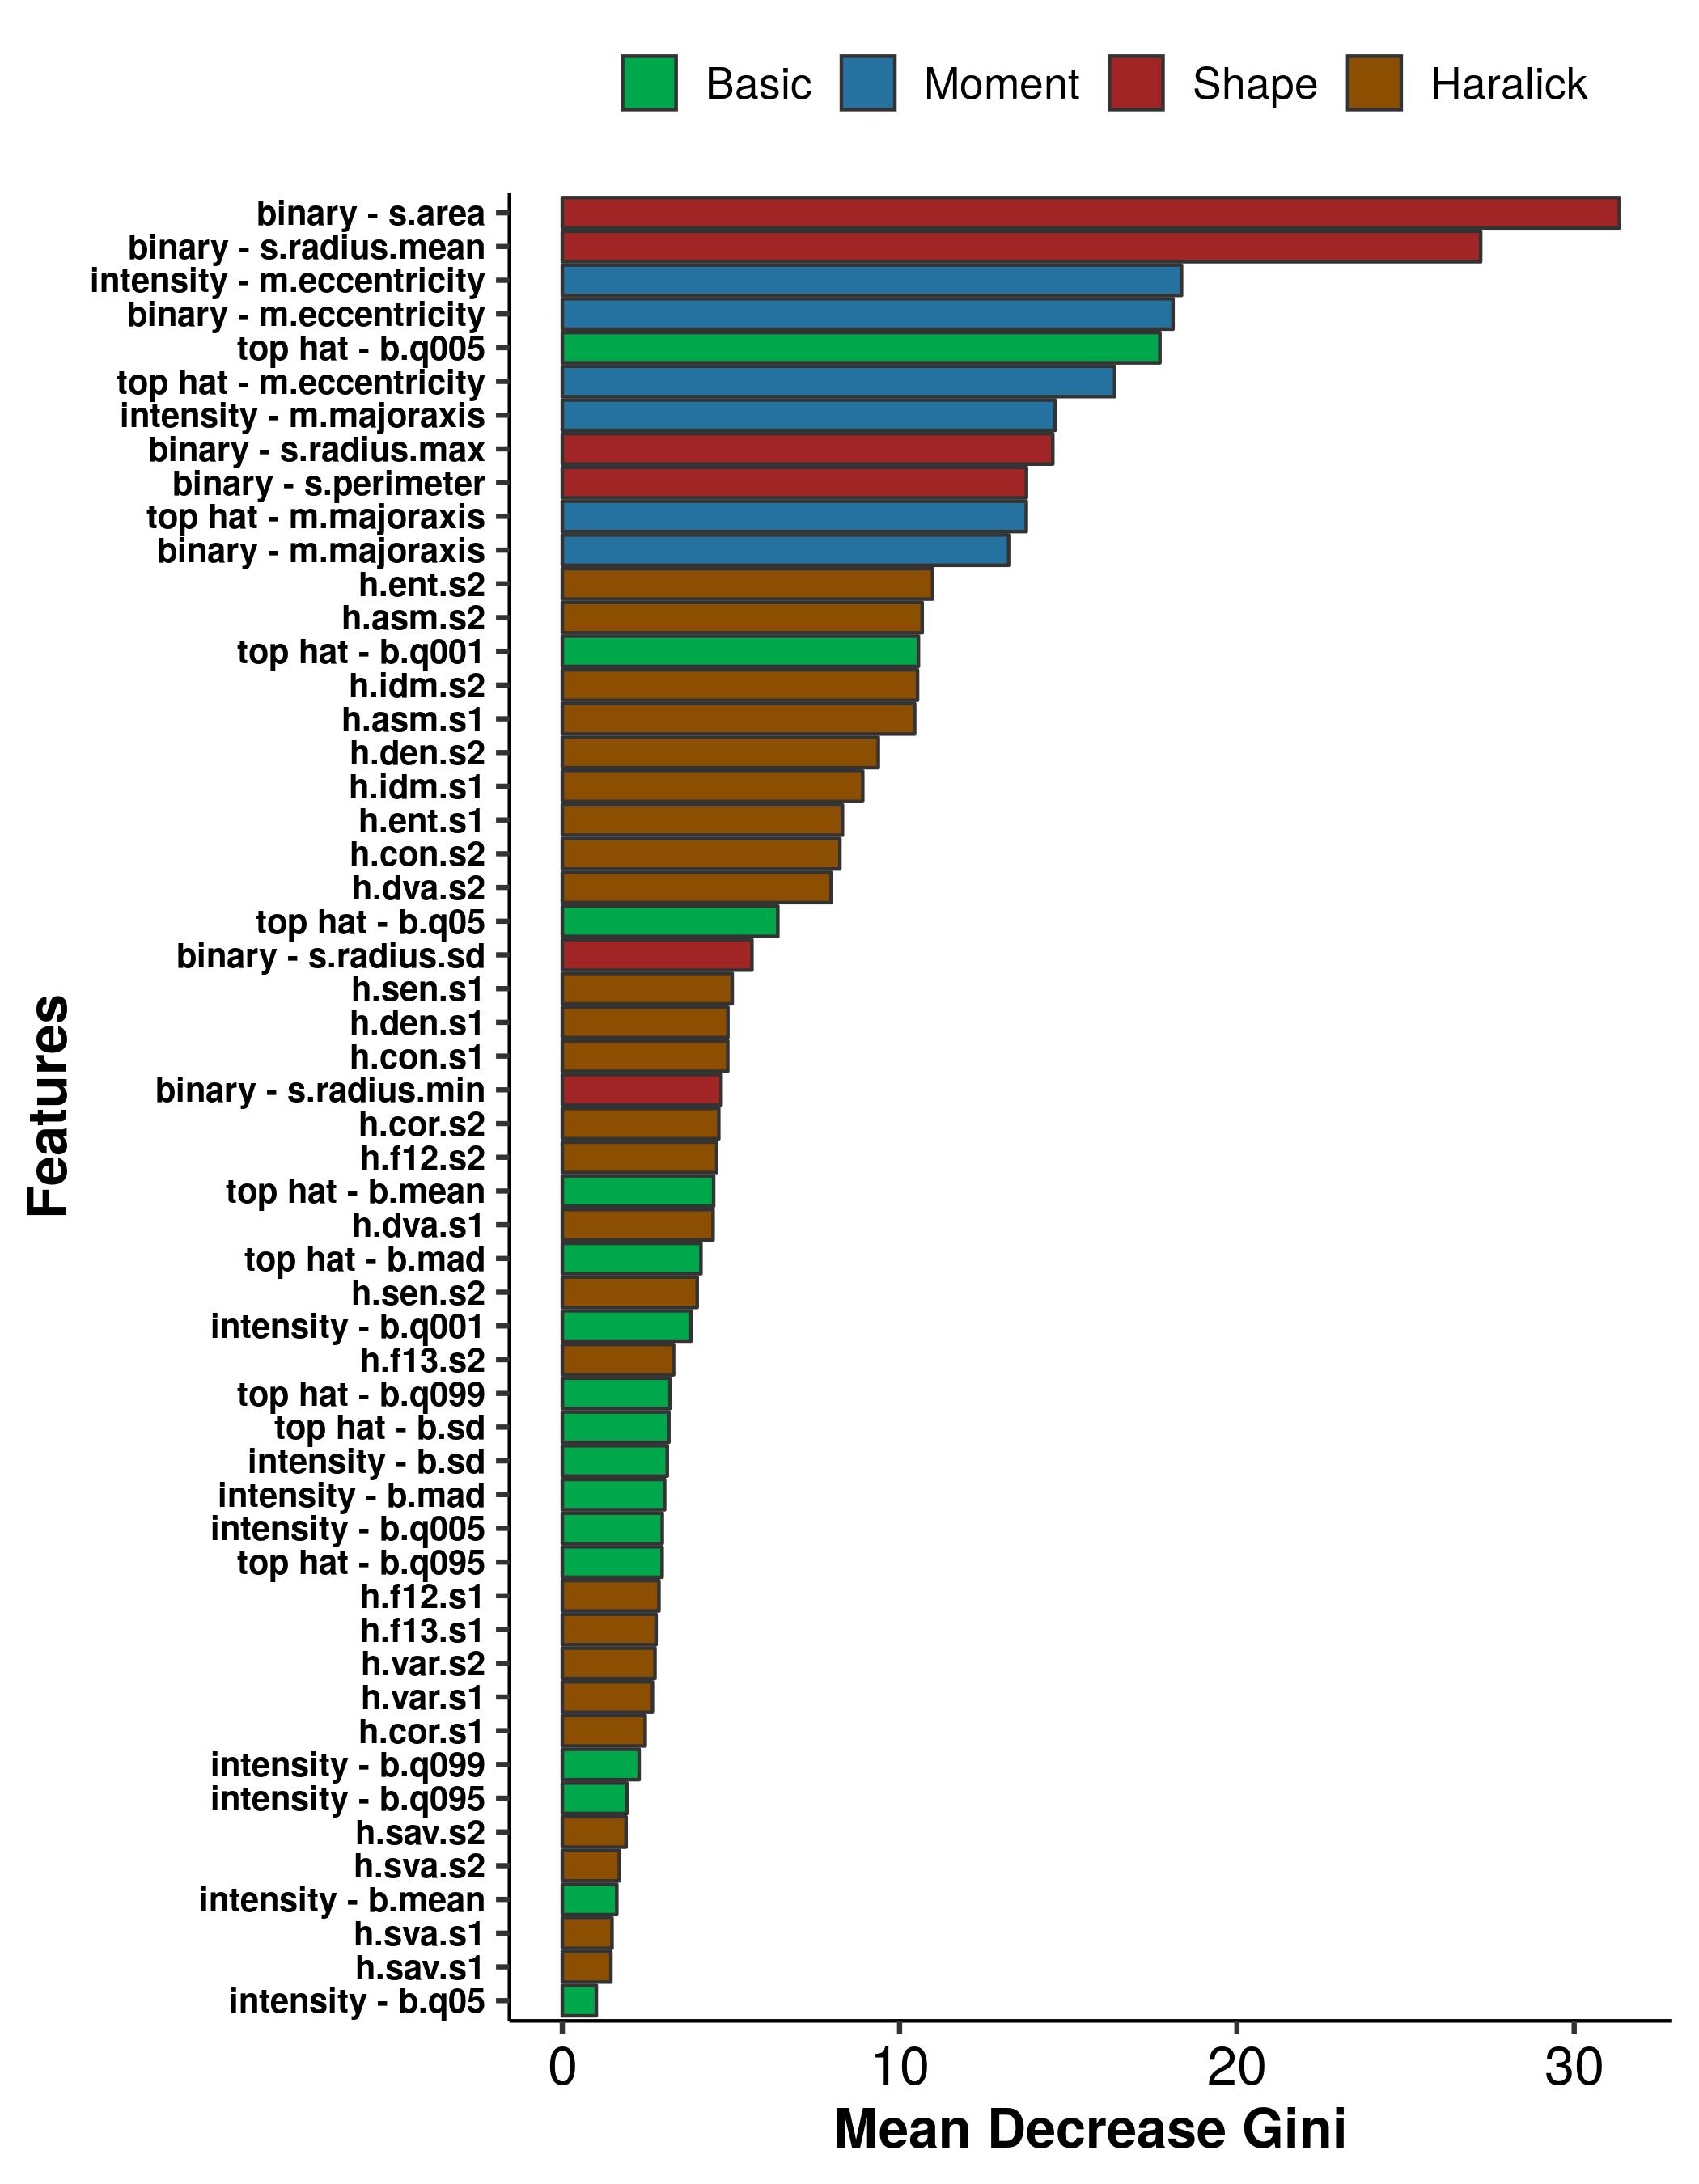 Basic Moment Shape Haralick
binary - s.area
binary - s.radius.mean
intensity - m.eccentricity
binary - m.eccentricity
top hat - b.q005
top hat - m.eccentricity
intensity - m.majoraxis
binary - s.radius.max
binary - s.perimeter
top hat - m.majoraxis
binary - m.majoraxis
h.ent.s2
h.asm.s2
top hat - b.q001
h.idm.s2
h.asm.s1
h.den.s2
h.idm.s1
h.ent.s1
h.con.s2
h.dva.s2
top hat - b.q05
binary - s.radius.sd
h.sen.s1
h.den.s1
h.con.s1
binary - s.radius.min
h.cor.s2
h.f12.s2
top hat - b.mean
h.dva.s1
top hat - b.mad
h.sen.s2
intensity - b.q001
h.f13.s2
top hat - b.q099
top hat - b.sd
intensity - b.sd
intensity - b.mad
intensity - b.q005
top hat - b.q095
h.f12.s1
h.f13.s1
h.var.s2
h.var.s1
h.cor.s1
intensity - b.q099
intensity - b.q095
h.sav.s2
h.sva.s2
intensity - b.mean
h.sva.s1
h.sav.s1
intensity - b.q05
Features
0 10 20 30
Mean Decrease Gini